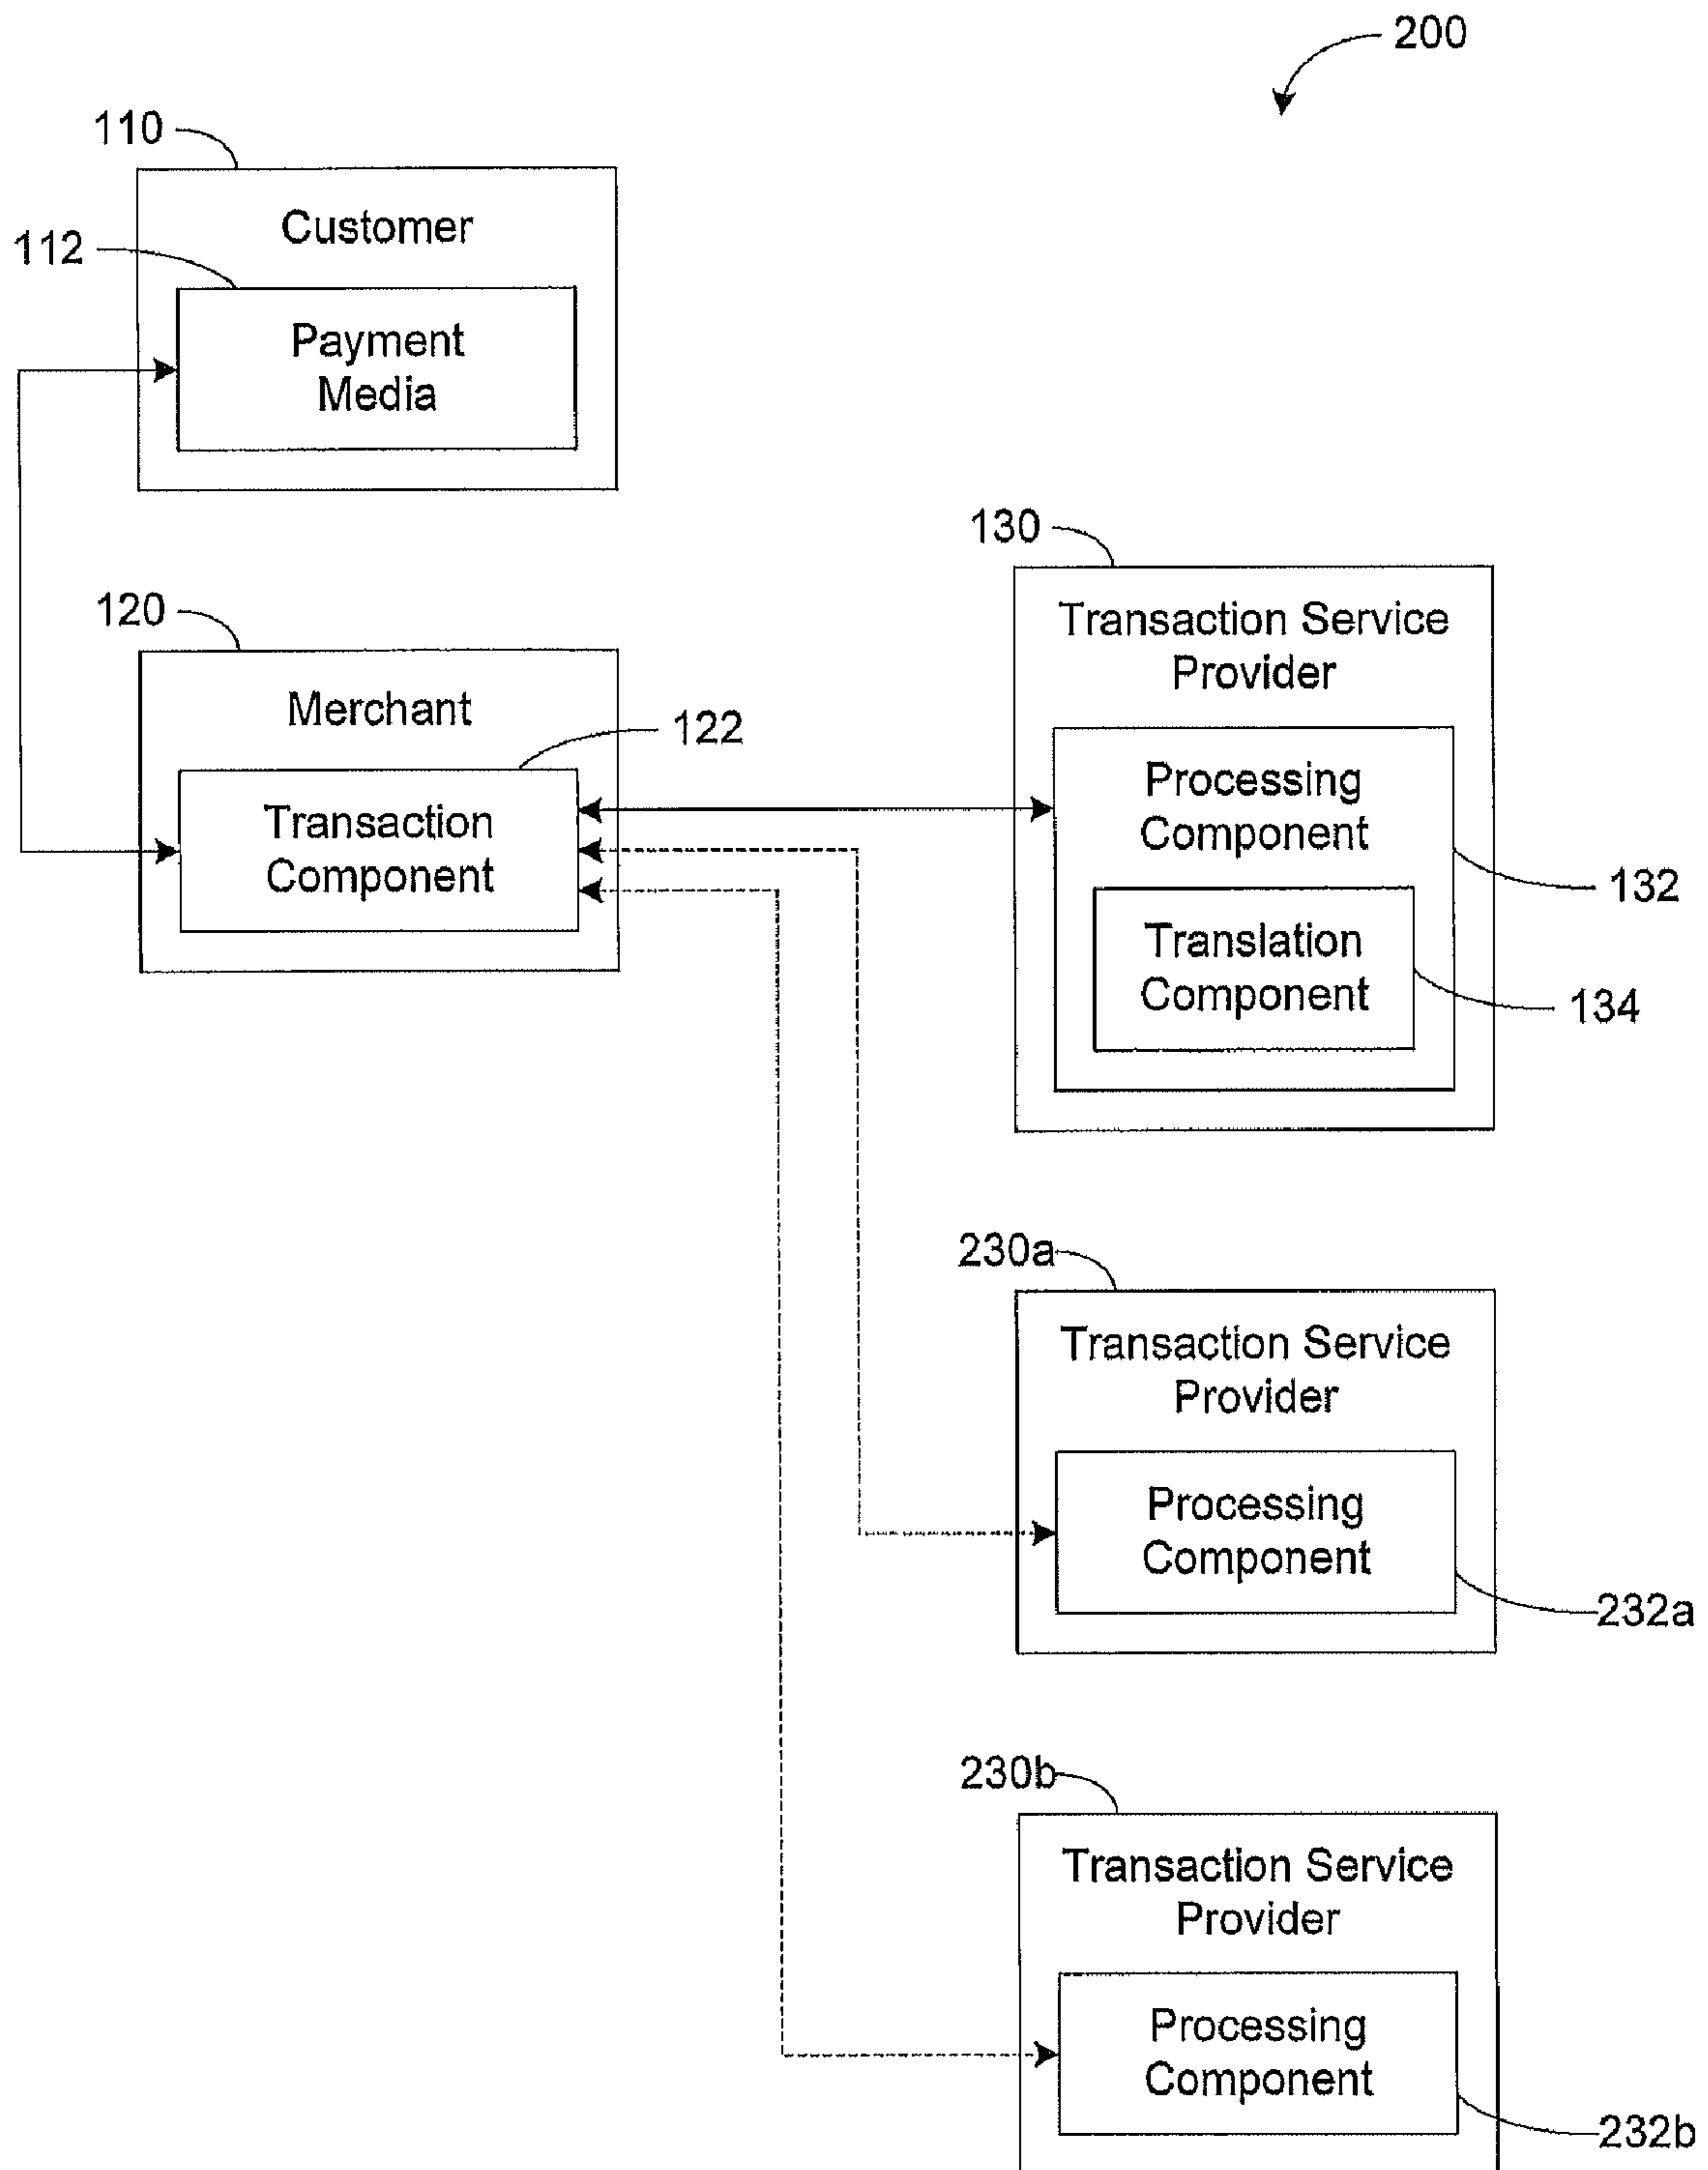 200
110
Customer
112
Payment
Media
130
Transaction Service
Provider
120
Merchant
122
Processing
Component
Transaction
Component
132
Translation
Component
134
230a
Transaction Service
Provider
Processing
Component
232a
230b
Transaction Service
Provider
Processing
Component
232b